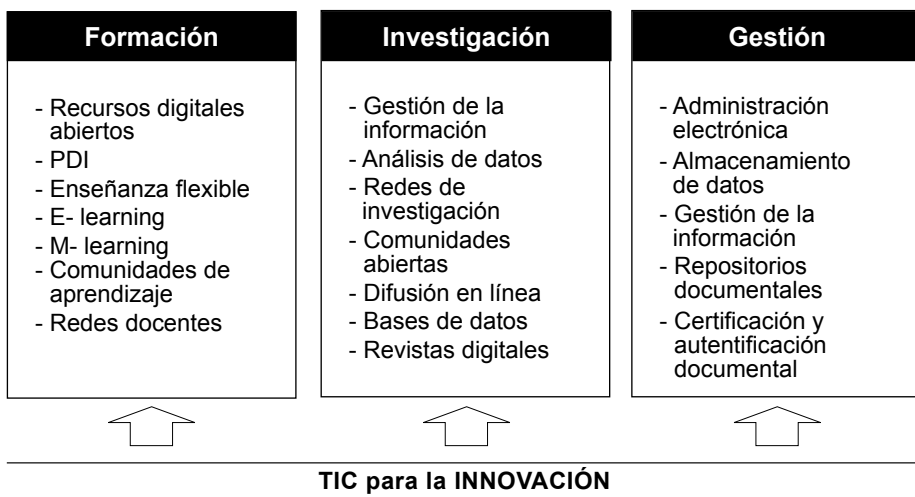 Formación
- Recursos digitales
abiertos
- PDI
- Enseñanza flexible
- E- learning
- M- learning
- Comunidades de
aprendizaje
- Redes docentes
Investigación
- Gestión de la
información
- Análisis de datos
- Redes de
investigación
- Comunidades
abiertas
- Difusión en línea
- Bases de datos
- Revistas digitales
Gestión
- Administración
electrónica
- Almacenamiento
de datos
- Gestión de la
información
- Repositorios
documentales
- Certificación y
autentificación
documental
TIC para la INNOVACIÓN